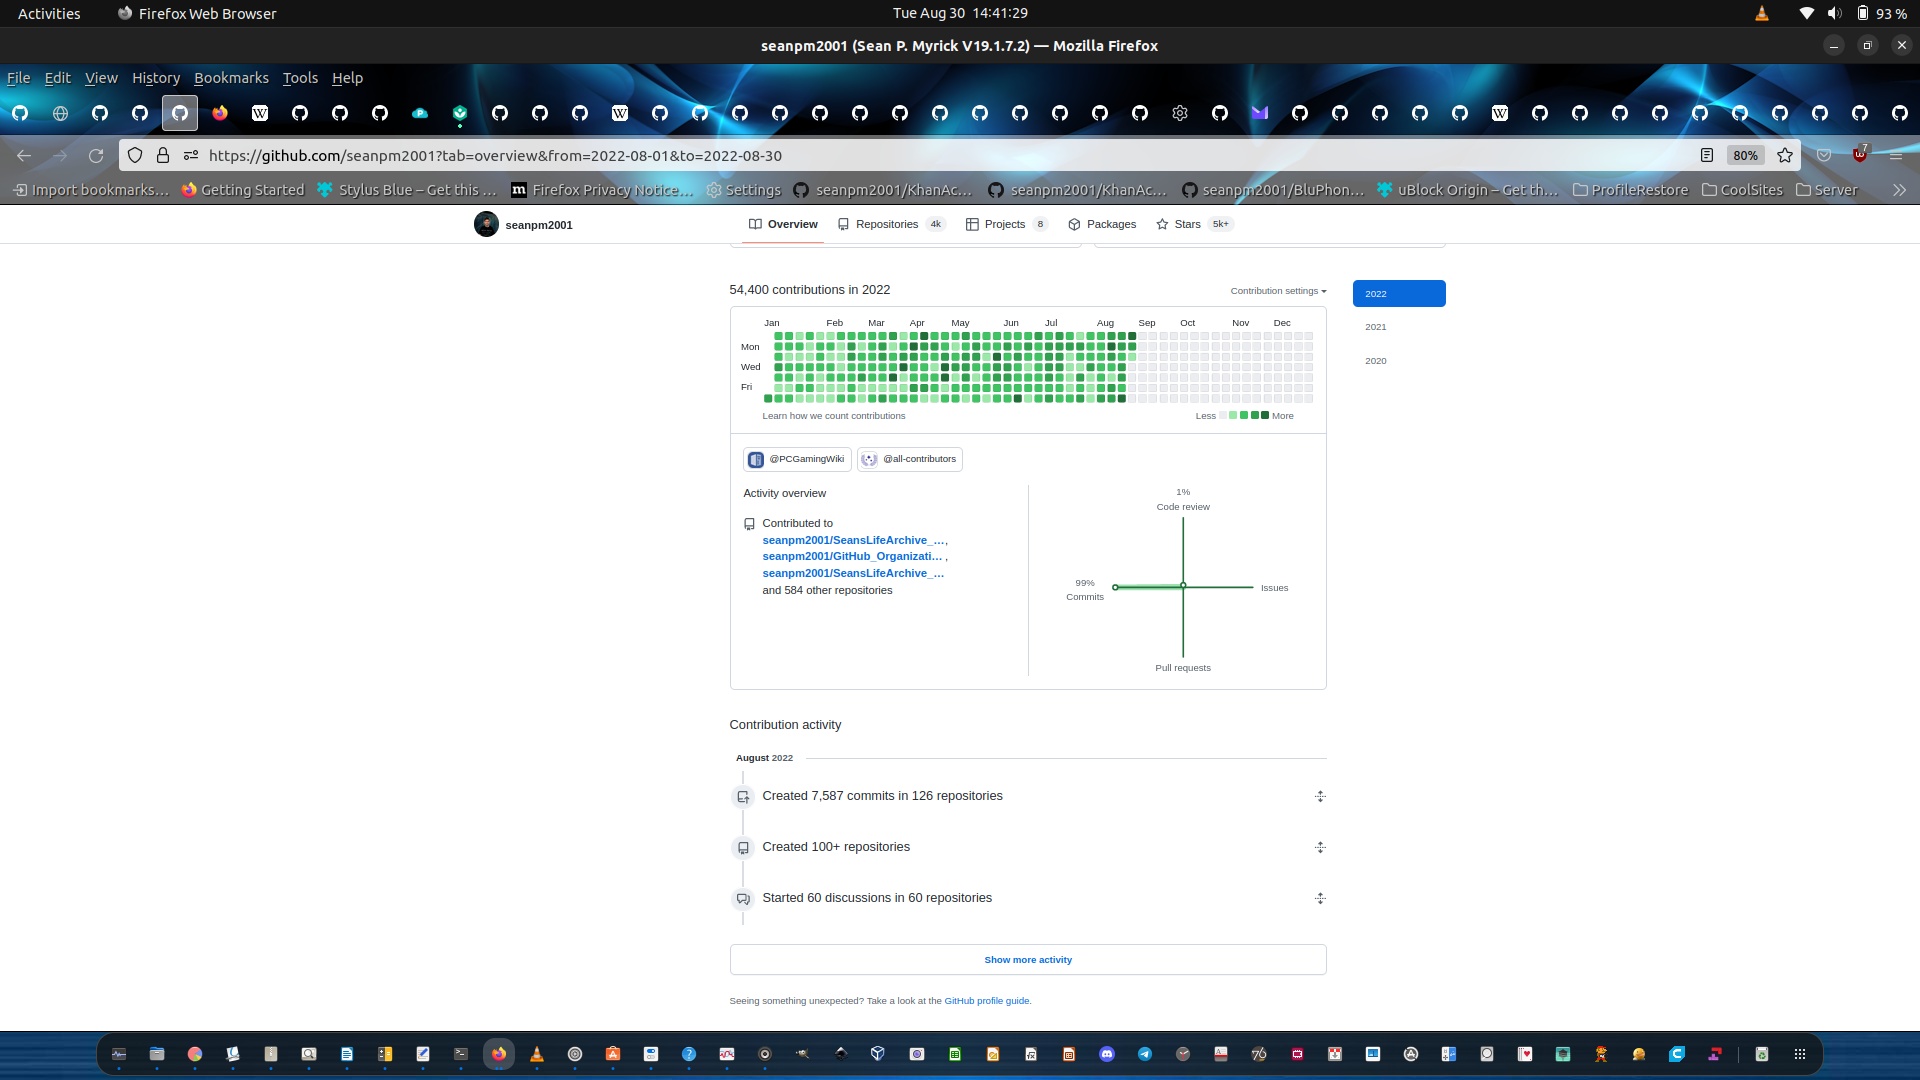 Activities
Firefox Web Browser
Tue Aug 30 14:41:29
93 %
seanpm2001 (Sean P. Myrick V19.1.7.2) — Mozilla Firefox
File Edit View History Bookmarks Tools Help
https://github.com/seanpm2001?tab=overview&from=2022-08-01&to=2022-08-30
80%
7
Import bookmarks… Getting Started Stylus Blue – Get this … Firefox Privacy Notice… Settings seanpm2001/KhanAc… seanpm2001/KhanAc… seanpm2001/BluPhon… uBlock Origin – Get th… ProfileRestore CoolSites Server
seanpm2001
Overview Repositories 4k Projects 8 Packages Stars 5k+
54,400 contributions in 2022
Contribution settings
2022
2021
2020
Jan Feb Mar Apr May Jun Jul Aug Sep Oct Nov Dec
Mon
Wed
Fri
Learn how we count contributions
Less More
@PCGamingWiki @all-contributors
Activity overview
Contributed to
seanpm2001/SeansLifeArchive_…,
seanpm2001/GitHub_Organizati… ,
seanpm2001/SeansLifeArchive_…
and 584 other repositories
1%
Code review
99%
Commits
Issues
Pull requests
Contribution activity
August 2022
Created 7,587 commits in 126 repositories
Created 100+ repositories
Started 60 discussions in 60 repositories
Show more activity
Seeing something unexpected? Take a look at the GitHub profile guide.